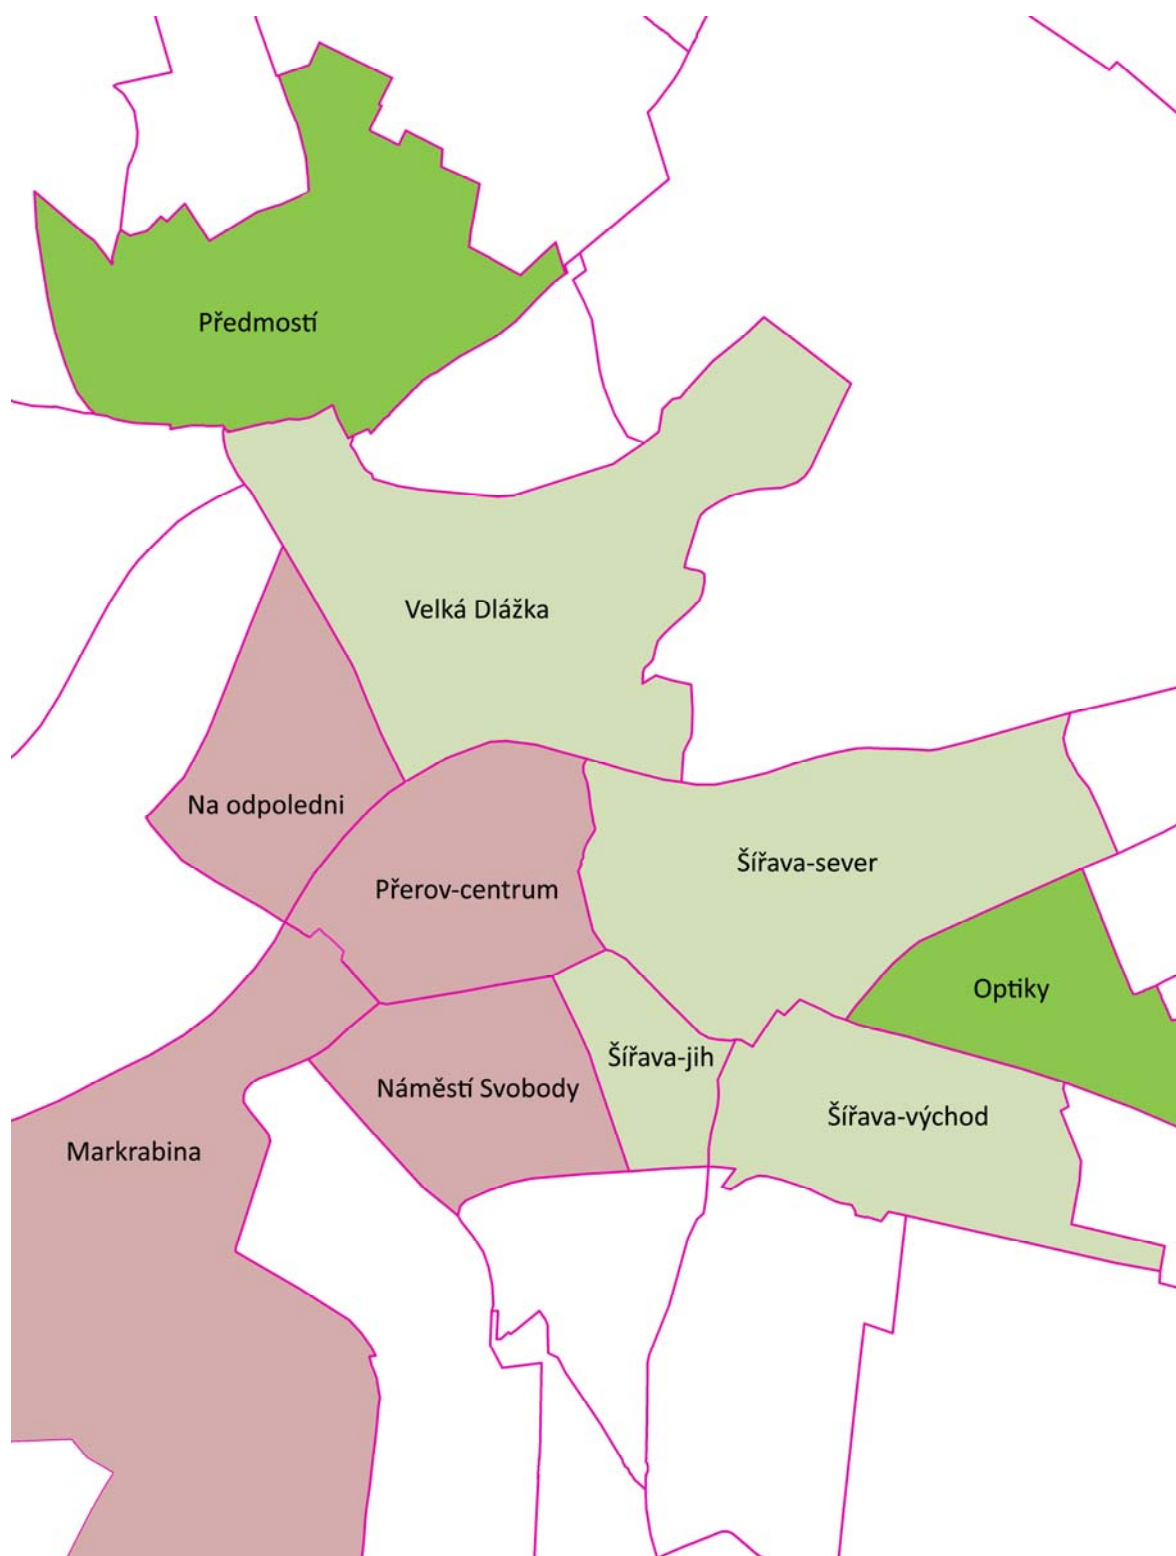 Předmostí
Velká Dlážka
Na odpoledni
Šířava-sever
Přerov-centrum
Optiky
Šířava-jih
Náměstí Svobody
Šířava-východ
Markrabina